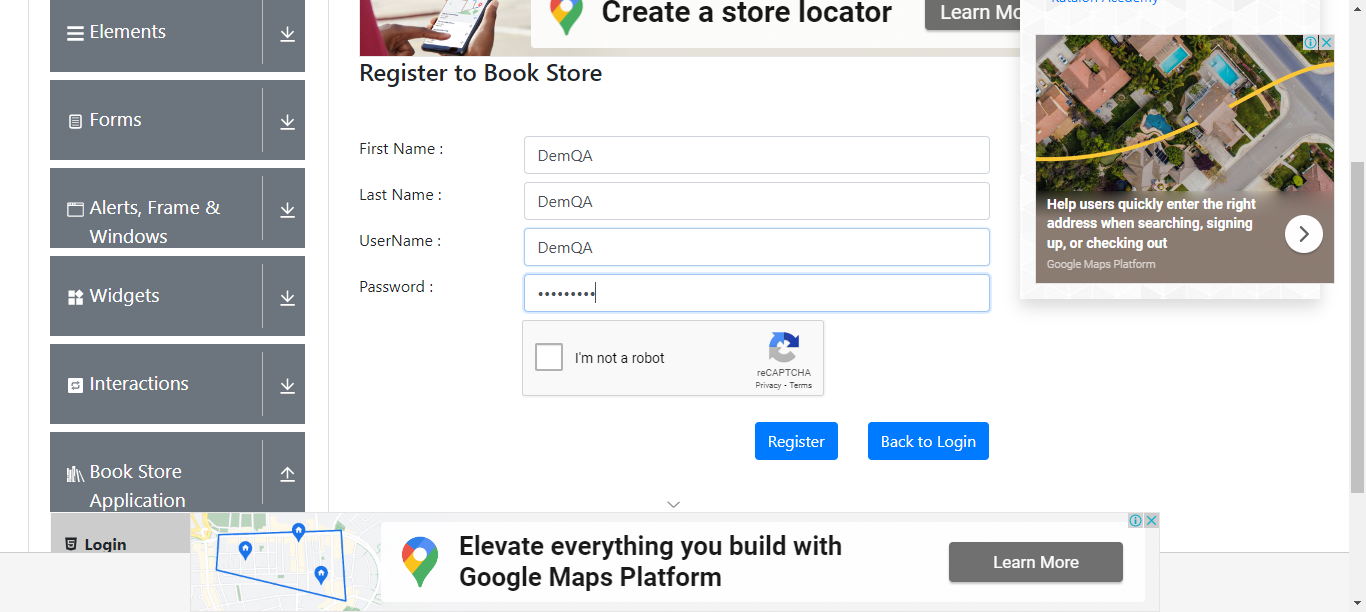 Elements
Forms
Alerts, Frame &
Windows
Widgets
Interactions
Book Store
Application
Login
Create a store locator
Learn Mo
Register to Book Store
First Name :
DemQA
Last Name :
DemQA
UserName :
DemQA
Password :
•••••••••
I'm not a robot
reCAPTCHA
Privacy - Terms
Register
Back to Login
Help users quickly enter the right
address when searching, signing
up, or checking out
Google Maps Platform
Elevate everything you build with
Google Maps Platform
Learn More